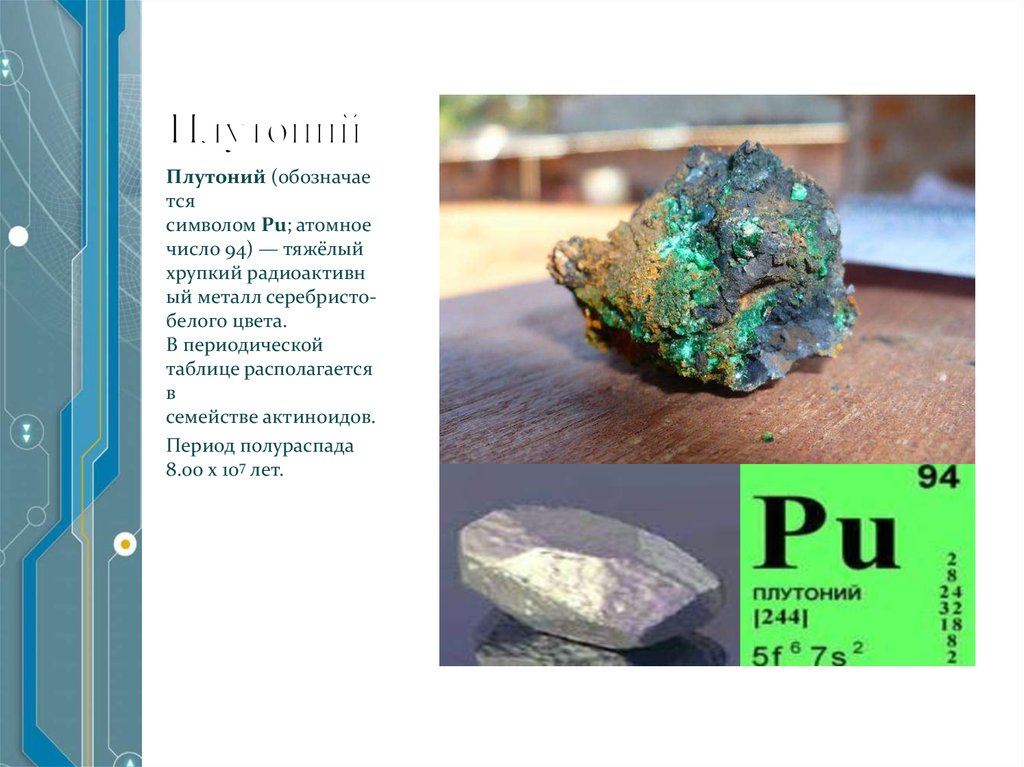 Плутоний
Плутоний (обозначае
тся
символом Pu; атомное
число 94) — тяжёлый
хрупкий радиоактивн
ый металл серебристо-
белого цвета.
В периодической
таблице располагается
в
семействе актиноидов.
Период полураспада
8.00 x 10⁷ лет.
94
Pu
ПЛУТОНИЙ
|244|
5f⁶ 7s²
2
8
24
32
18
8
2